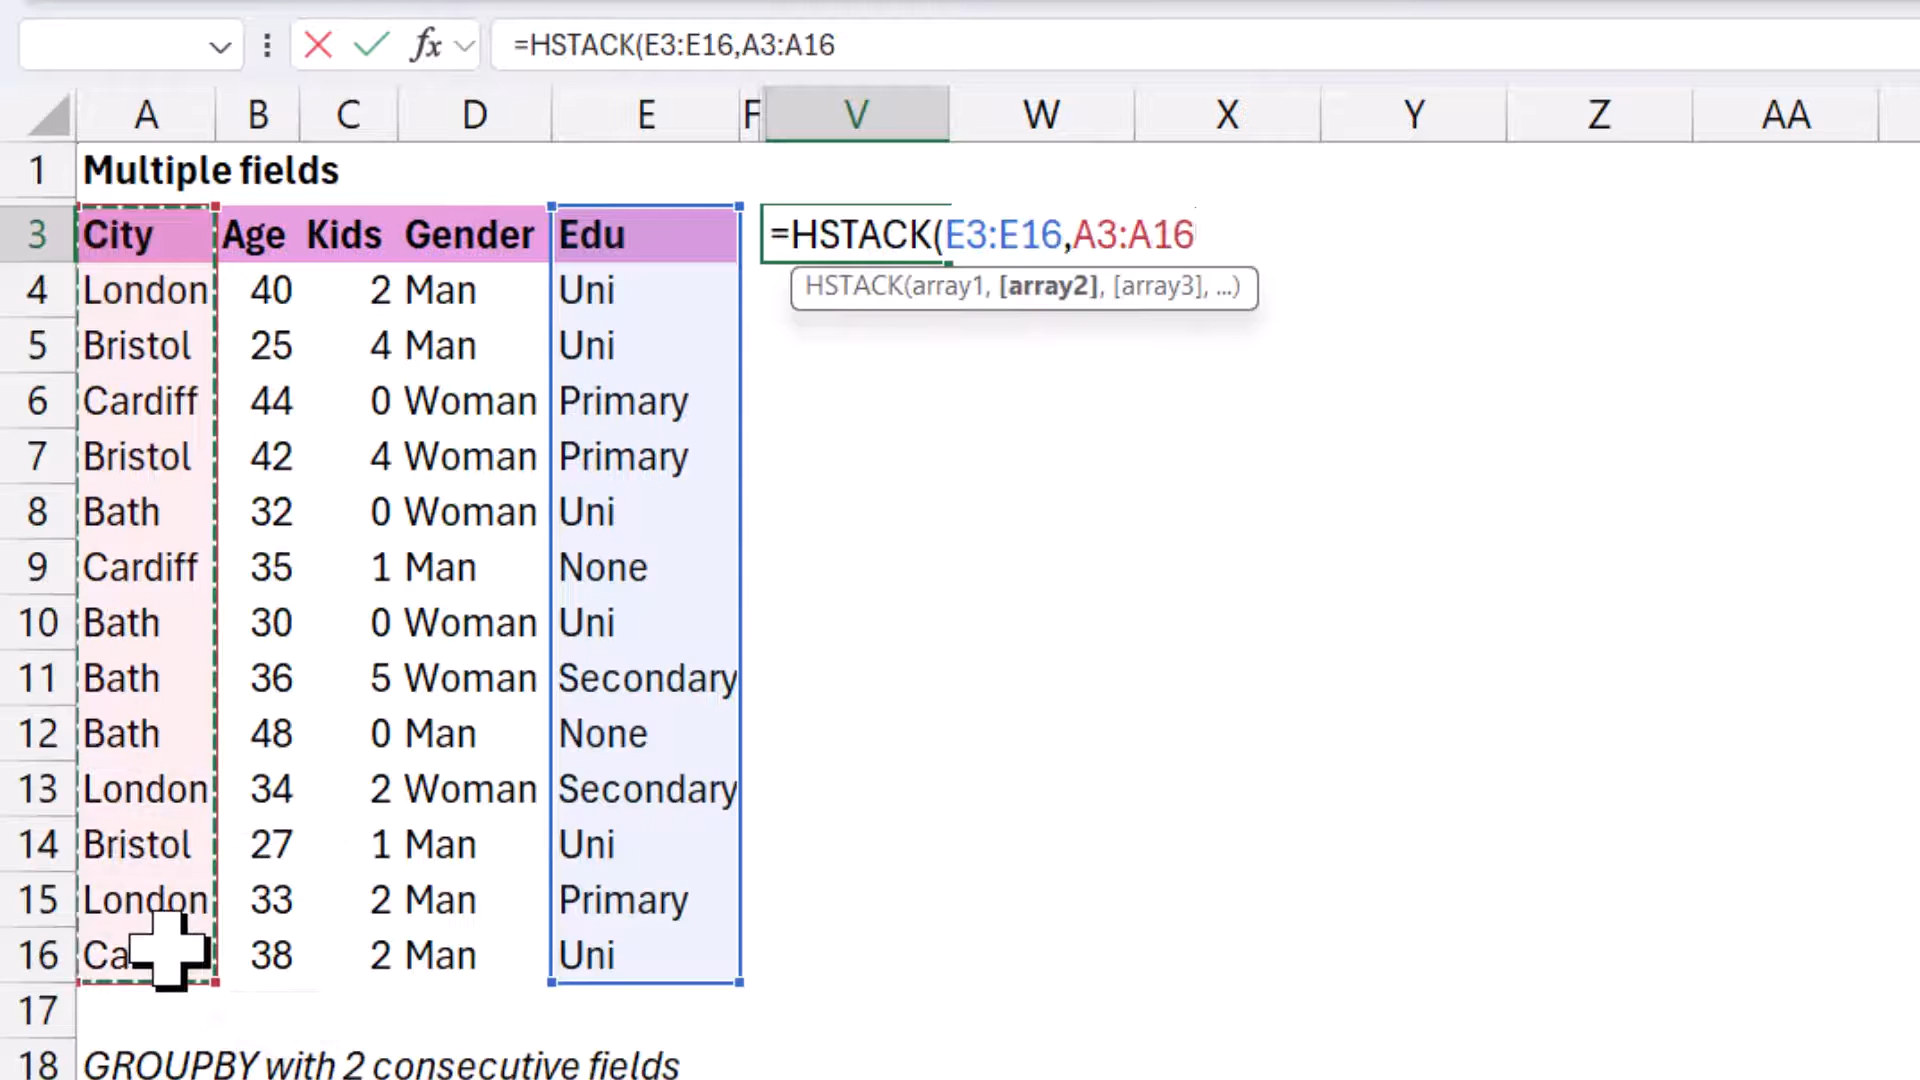 fx =HSTACK(E3:E16,A3:A16
A B C D E F V W X Y Z AA
1 Multiple fields
3 City Age Kids Gender Edu =HSTACK(E3:E16,A3:A16
4 London 40 2 Man Uni HSTACK(array1, [array2], [array3], ...)
5 Bristol 25 4 Man Uni
6 Cardiff 44 0 Woman Primary
7 Bristol 42 4 Woman Primary
8 Bath 32 0 Woman Uni
9 Cardiff 35 1 Man None
10 Bath 30 0 Woman Uni
11 Bath 36 5 Woman Secondary
12 Bath 48 0 Man None
13 London 34 2 Woman Secondary
14 Bristol 27 1 Man Uni
15 London 33 2 Man Primary
16 Ca 38 2 Man Uni
17
18 GROUPBY with 2 consecutive fields